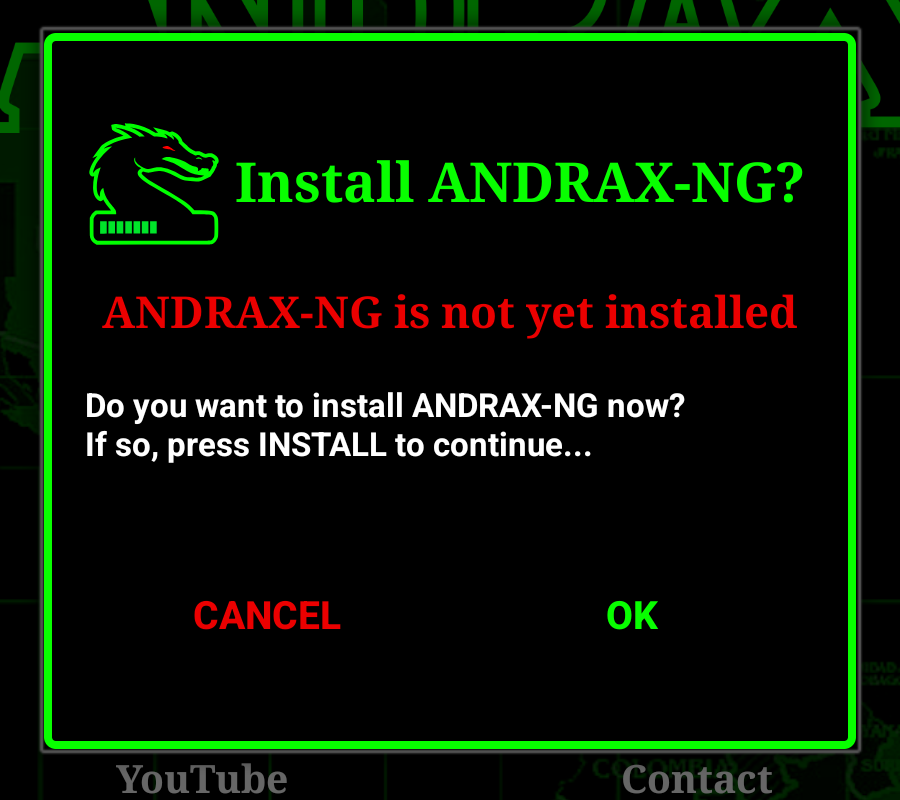 Install ANDRAX-NG?
ANDRAX-NG is not yet installed
Do you want to install ANDRAX-NG now?
If so, press INSTALL to continue...
CANCEL
OK
COLOMBIA
YouTube
Contact